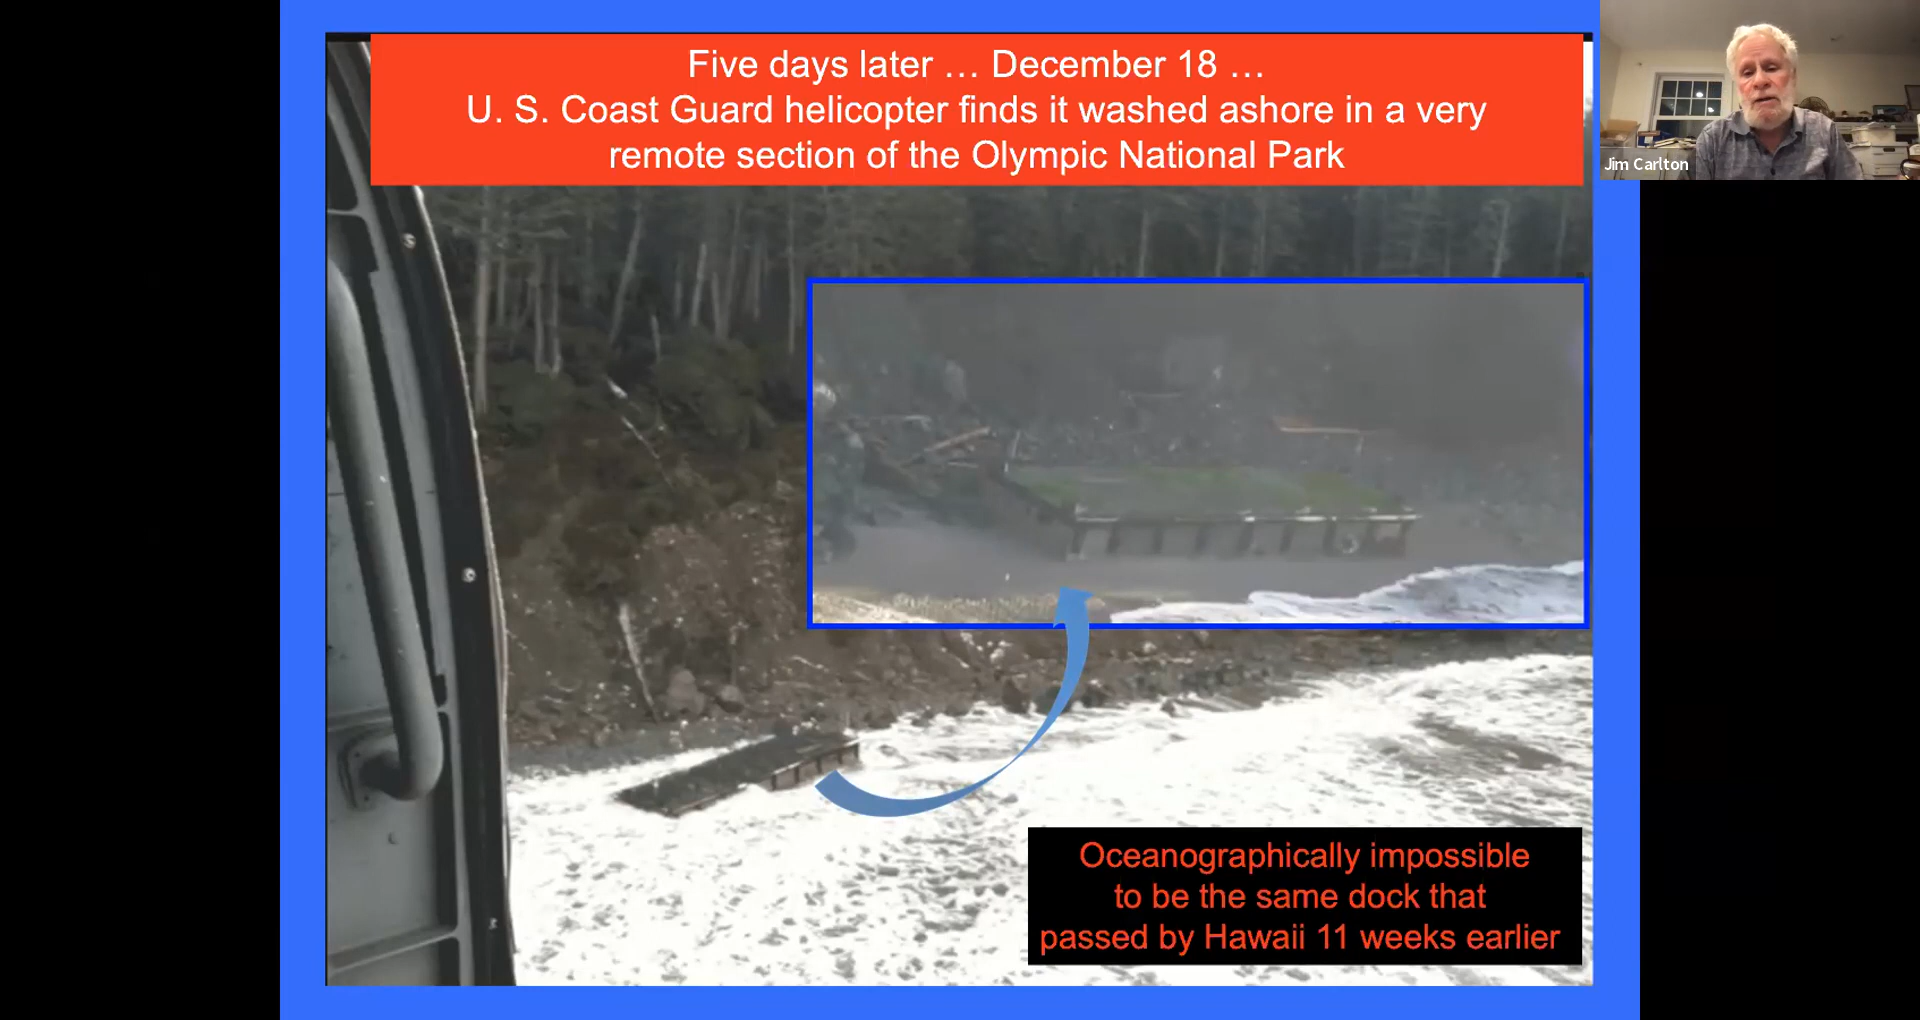 Five days later … December 18 …
U. S. Coast Guard helicopter finds it washed ashore in a very
remote section of the Olympic National Park
Jim Carlton
Oceanographically impossible
to be the same dock that
passed by Hawaii 11 weeks earlier